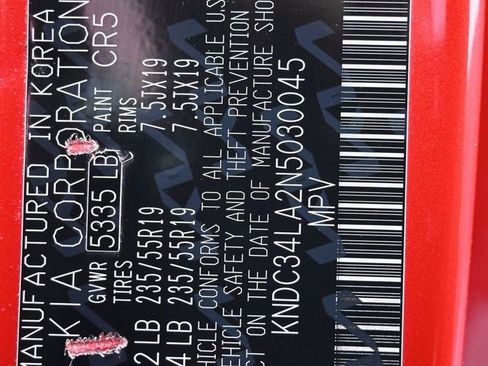 MANUFACTURED IN KOREA
KIA CORPORATION
GVWR 5335 LB PAINT CR5
TIRES RIMS
2 LB 235/55R19 7.5JX19
4 LB 235/55R19 7.5JX19
HICLE CONFORMS TO ALL APPLICABLE U.S
VEHICLE SAFETY AND THEFT PREVENTION
CT ON THE DATE OF MANUFACTURE SHO
KNDC34LA2N5030045
MPV